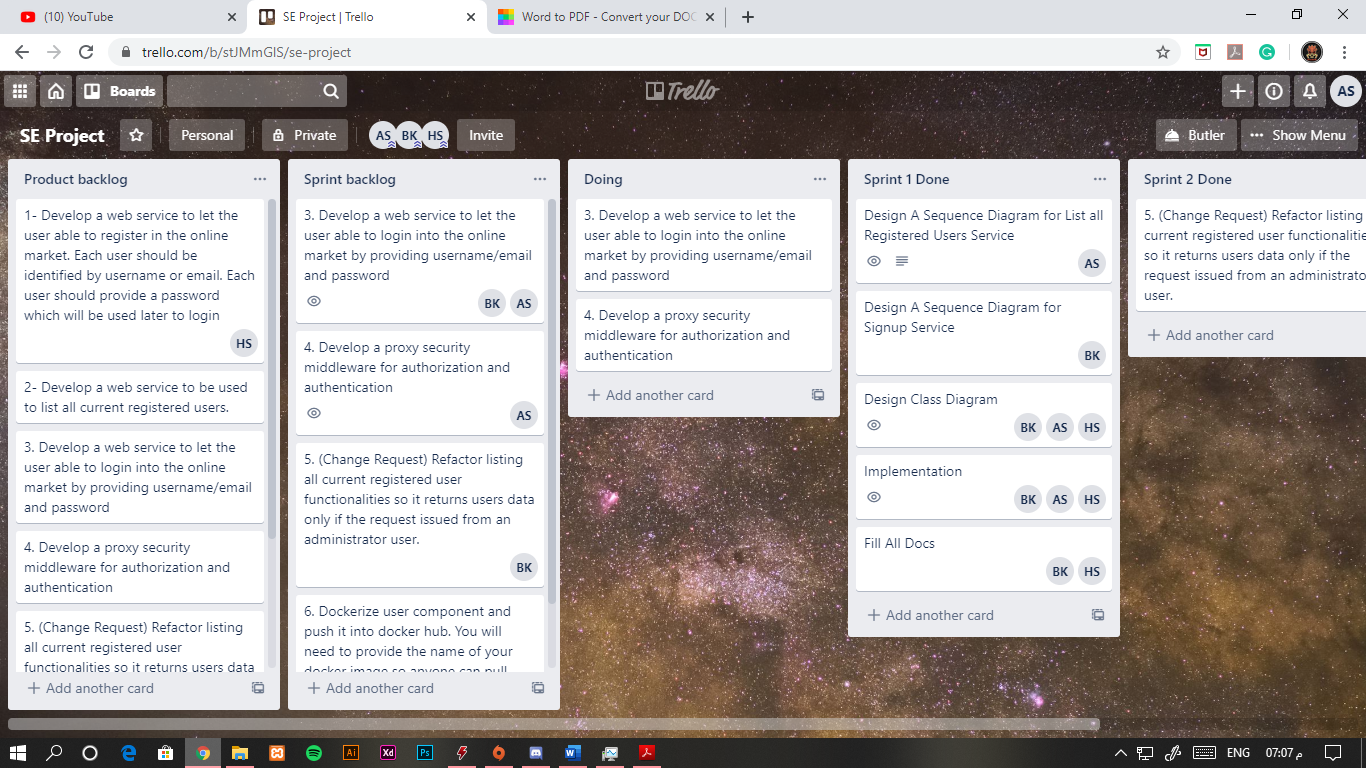 (10) YouTube
SE Project | Trello
Word to PDF - Convert your DOC
trello.com/b/stJMmGIS/se-project
Boards
Trello
AS
SE Project
Personal
Private
AS
BK
HS
Invite
Butler
Show Menu
Product backlog
1- Develop a web service to let the
user able to register in the online
market. Each user should be
identified by username or email. Each
user should provide a password
which will be used later to login
HS
2- Develop a web service to be used
to list all current registered users.
3. Develop a web service to let the
user able to login into the online
market by providing username/email
and password
4. Develop a proxy security
middleware for authorization and
authentication
5. (Change Request) Refactor listing
all current registered user
functionalities so it returns users data
Add another card
Sprint backlog
3. Develop a web service to let the
user able to login into the online
market by providing username/email
and password
BK AS
4. Develop a proxy security
middleware for authorization and
authentication
AS
5. (Change Request) Refactor listing
all current registered user
functionalities so it returns users data
only if the request issued from an
administrator user.
BK
6. Dockerize user component and
push it into docker hub. You will
need to provide the name of your
docker image so anyone can pull
Add another card
Doing
3. Develop a web service to let the
user able to login into the online
market by providing username/email
and password
4. Develop a proxy security
middleware for authorization and
authentication
Add another card
Sprint 1 Done
Design A Sequence Diagram for List all
Registered Users Service
AS
Design A Sequence Diagram for
Signup Service
BK
Design Class Diagram
BK AS HS
Implementation
BK AS HS
Fill All Docs
BK HS
Add another card
Sprint 2 Done
5. (Change Request) Refactor listing
current registered user functionalitie
so it returns users data only if the
request issued from an administrato
user.
Add another card
Ai
Xd
Ps
ENG
07:07 م